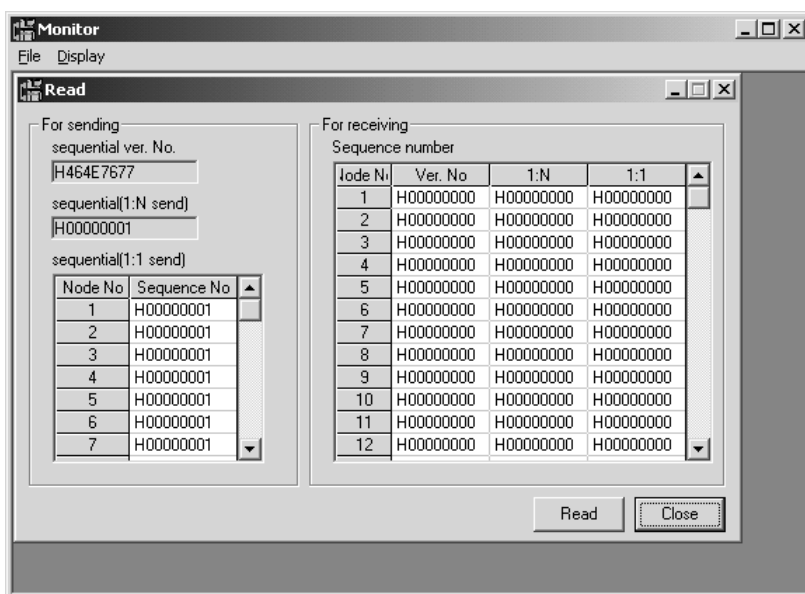 Monitor
File Display
Read
For sending
sequential ver. No.
H464E7677
sequential(1:N send)
H00000001
sequential(1:1 send)
Node No Sequence No
1 H00000001
2 H00000001
3 H00000001
4 H00000001
5 H00000001
6 H00000001
7 H00000001
For receiving
Sequence number
Ver. No 1:N 1:1
1 H00000000 H00000000 H00000000
2 H00000000 H00000000 H00000000
3 H00000000 H00000000 H00000000
4 H00000000 H00000000 H00000000
5 H00000000 H00000000 H00000000
6 H00000000 H00000000 H00000000
7 H00000000 H00000000 H00000000
8 H00000000 H00000000 H00000000
9 H00000000 H00000000 H00000000
10 H00000000 H00000000 H00000000
11 H00000000 H00000000 H00000000
12 H00000000 H00000000 H00000000
Read Close